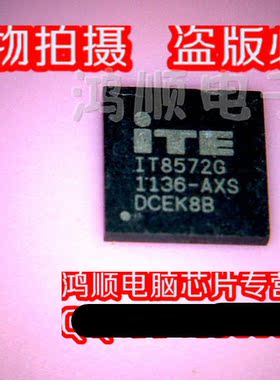 物拍摄 盗版必
鸿顺电
iTE
IT8572G
1136-AXS
DCEK8B
鸿顺电脑芯片专营